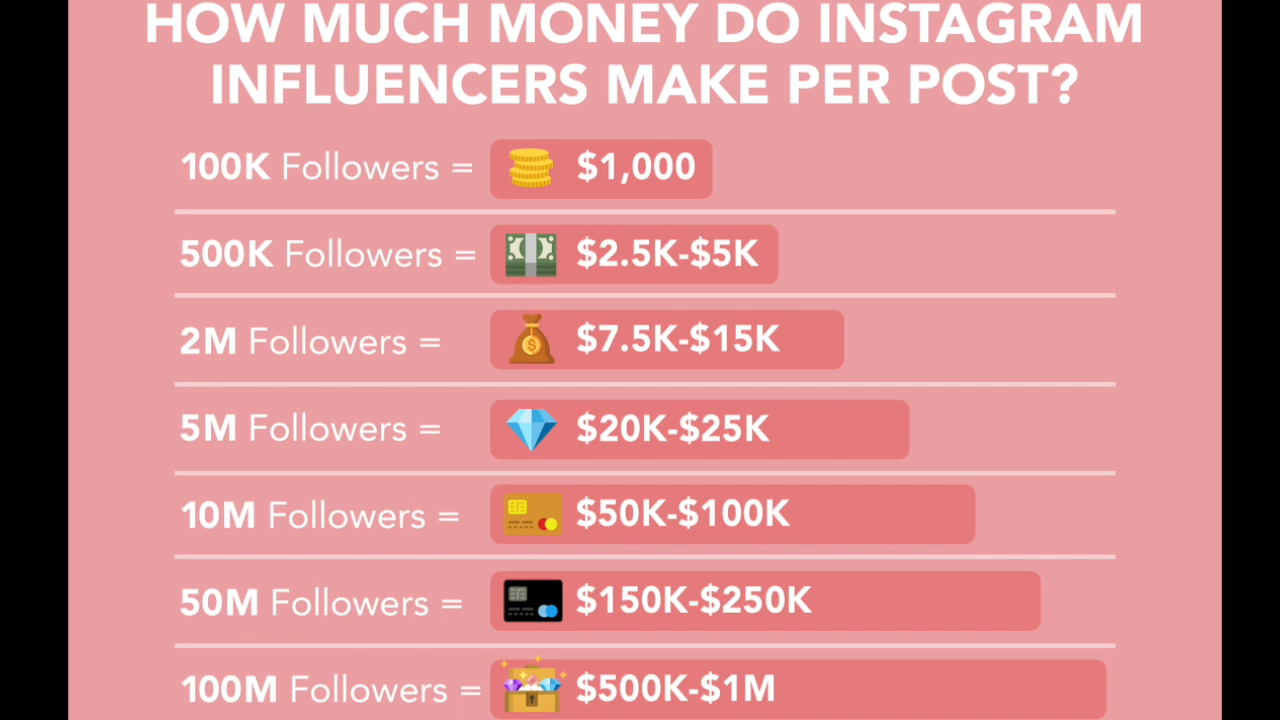 HOW MUCH MONEY DO INSTAGRAM
INFLUENCERS MAKE PER POST?
100K Followers = $1,000
500K Followers = $2.5K-$5K
2M Followers = $7.5K-$15K
5M Followers = $20K-$25K
10M Followers = $50K-$100K
50M Followers = $150K-$250K
100M Followers = $500K-$1M